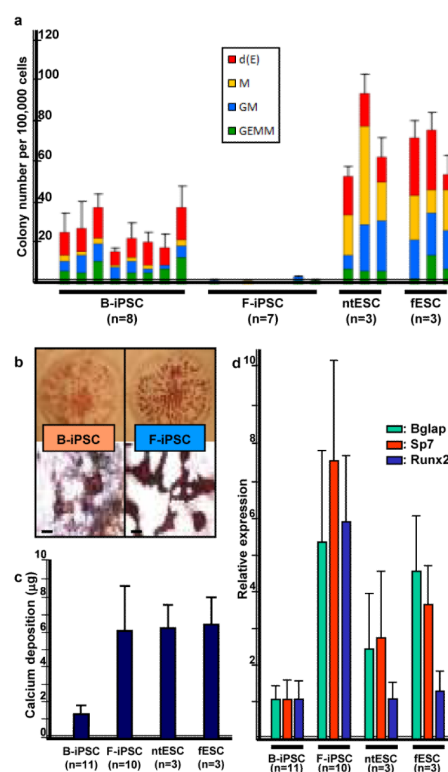 a
Colony number per 100,000 cells
120
100
80
60
40
20
d(E)
M
GM
GEMM
B-iPSC
(n=8)
F-iPSC
(n=7)
ntESC
(n=3)
fESC
(n=3)
b
B-iPSC
F-iPSC
c
Calcium deposition (µg)
10
8
6
4
2
0
B-iPSC
(n=11)
F-iPSC
(n=10)
ntESC
(n=3)
fESC
(n=3)
d
Relative expression
10
8
6
4
2
: Bglap
: Sp7
: Runx2
B-iPSC
(n=11)
F-iPSC
(n=10)
ntESC
(n=3)
fESC
(n=3)